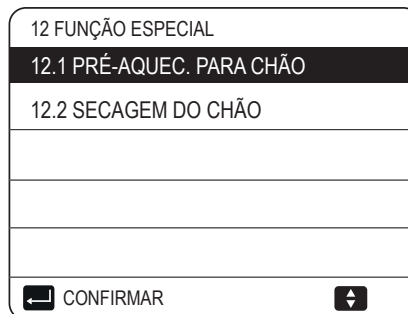 12 FUNÇÃO ESPECIAL
12.1 PRÉ-AQUEC. PARA CHÃO
12.2 SECAGEM DO CHÃO
CONFIRMAR